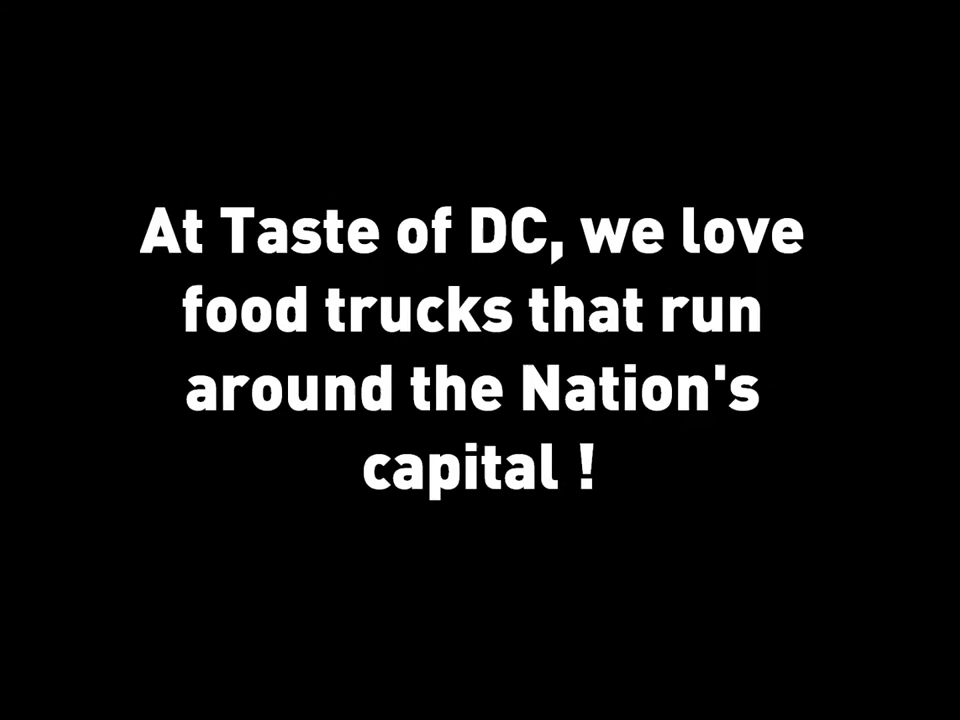 At Taste of DC, we love
food trucks that run
around the Nation's
capital !